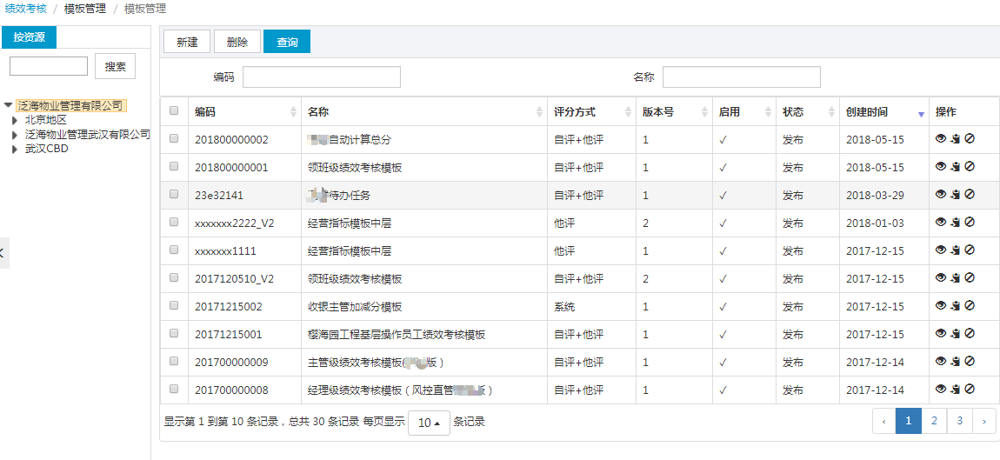 绩效考核 / 模板管理 / 模板管理
按资源
搜索
泛海物业管理有限公司
北京地区
泛海物业管理武汉有限公司
武汉CBD
新建 删除 查询
编码 名称
编码 名称 评分方式 版本号 启用 状态 创建时间 操作
201800000002 自动计算总分 自评+他评 1 ✓ 发布 2018-05-15
201800000001 领班级绩效考核模板 自评+他评 1 ✓ 发布 2018-05-15
23e32141 待办任务 自评+他评 1 ✓ 发布 2018-03-29
xxxxxxx2222_V2 经营指标模板中层 他评 2 ✓ 发布 2018-01-03
xxxxxxx1111 经营指标模板中层 他评 1 ✓ 发布 2017-12-15
2017120510_V2 领班级绩效考核模板 自评+他评 2 ✓ 发布 2017-12-15
20171215002 收银主管加减分模板 系统 1 ✓ 发布 2017-12-15
20171215001 樱海园工程基层操作员工绩效考核模板 自评+他评 1 ✓ 发布 2017-12-15
201700000009 主管级绩效考核模板(版） 自评+他评 1 ✓ 发布 2017-12-14
201700000008 经理级绩效考核模板（风控直管） 自评+他评 1 ✓ 发布 2017-12-14
显示第 1 到第 10 条记录，总共 30 条记录 每页显示 10 条记录
‹ 1 2 3 ›